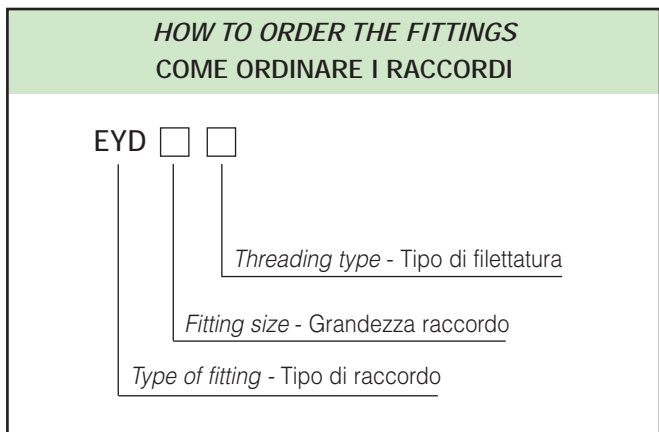 HOW TO ORDER THE FITTINGS
COME ORDINARE I RACCORDI
EYD
Threading type - Tipo di filettatura
Fitting size - Grandezza raccordo
Type of fitting - Tipo di raccordo